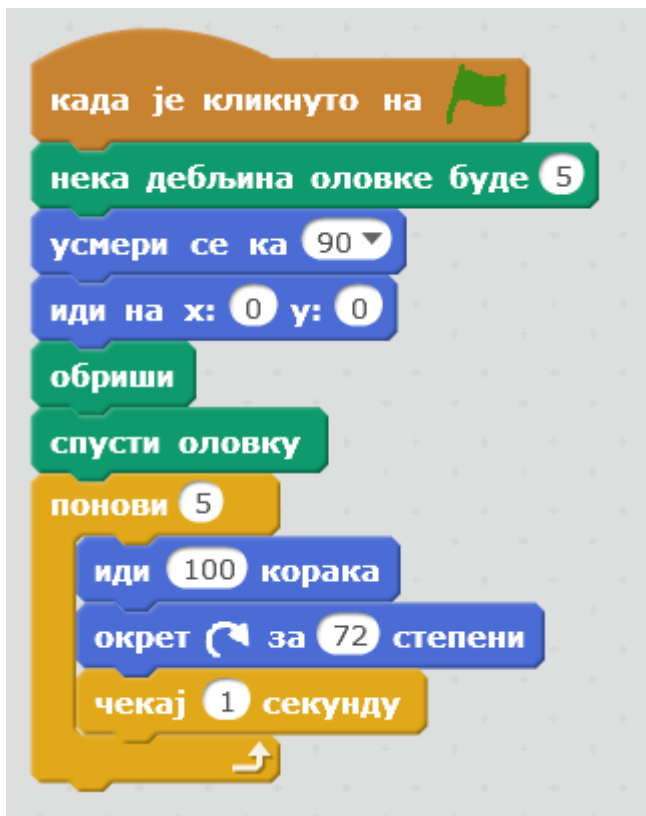 када је кликнуто на
нека дебљина оловке буде 5
усмери се ка 90
иди на x: 0 y: 0
обриши
спусти оловку
понови 5
иди 100 корака
окрет за 72 степени
чекај 1 секунду